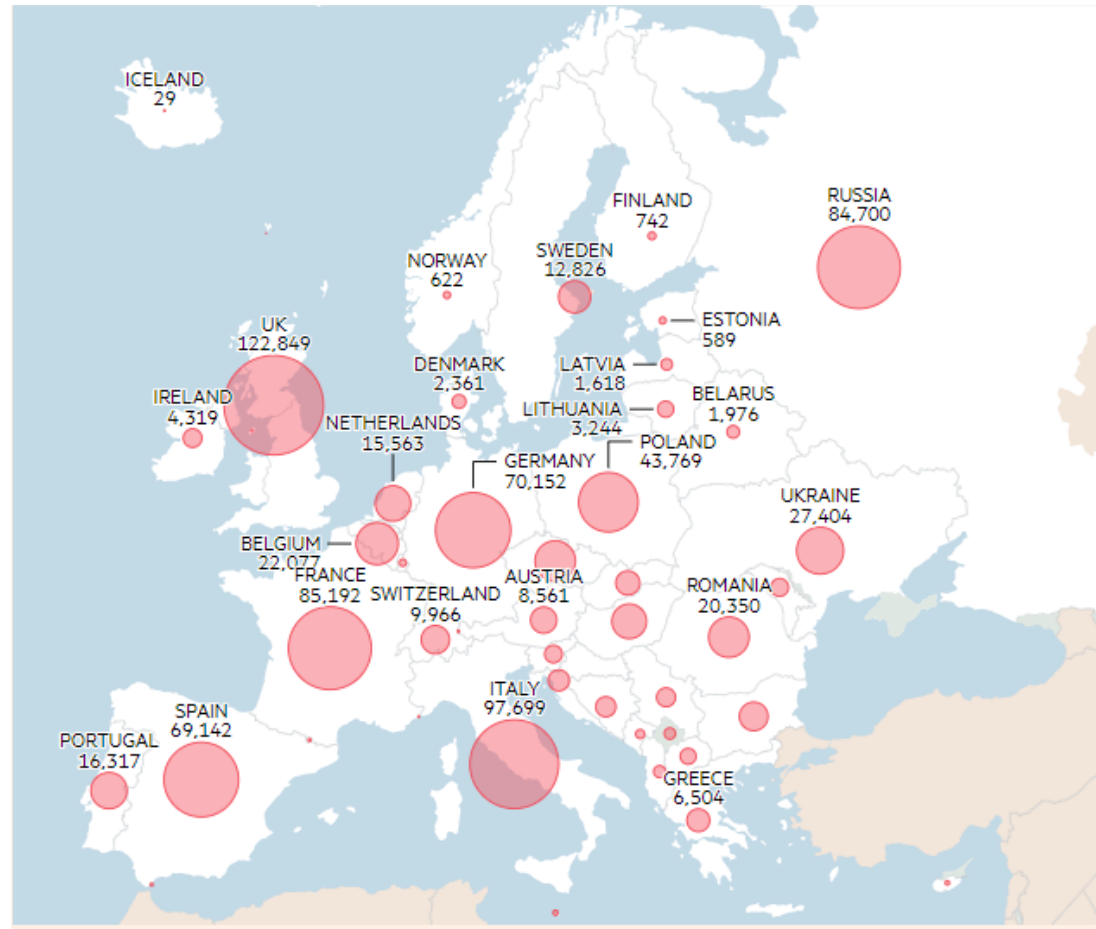 ICELAND
29
FINLAND
742
RUSSIA
84,700
NORWAY
622
SWEDEN
12,826
UK
122,849
ESTONIA
589
DENMARK
2,361
LATVIA
1,618
IRELAND
4,319
LITHUANIA
3,244
BELARUS
1,976
NETHERLANDS
15,563
GERMANY
70,152
POLAND
43,769
UKRAINE
27,404
BELGIUM
22,077
FRANCE
85,192
SWITZERLAND
9,966
AUSTRIA
8,561
ROMANIA
20,350
ITALY
97,699
SPAIN
69,142
PORTUGAL
16,317
GREECE
6,504